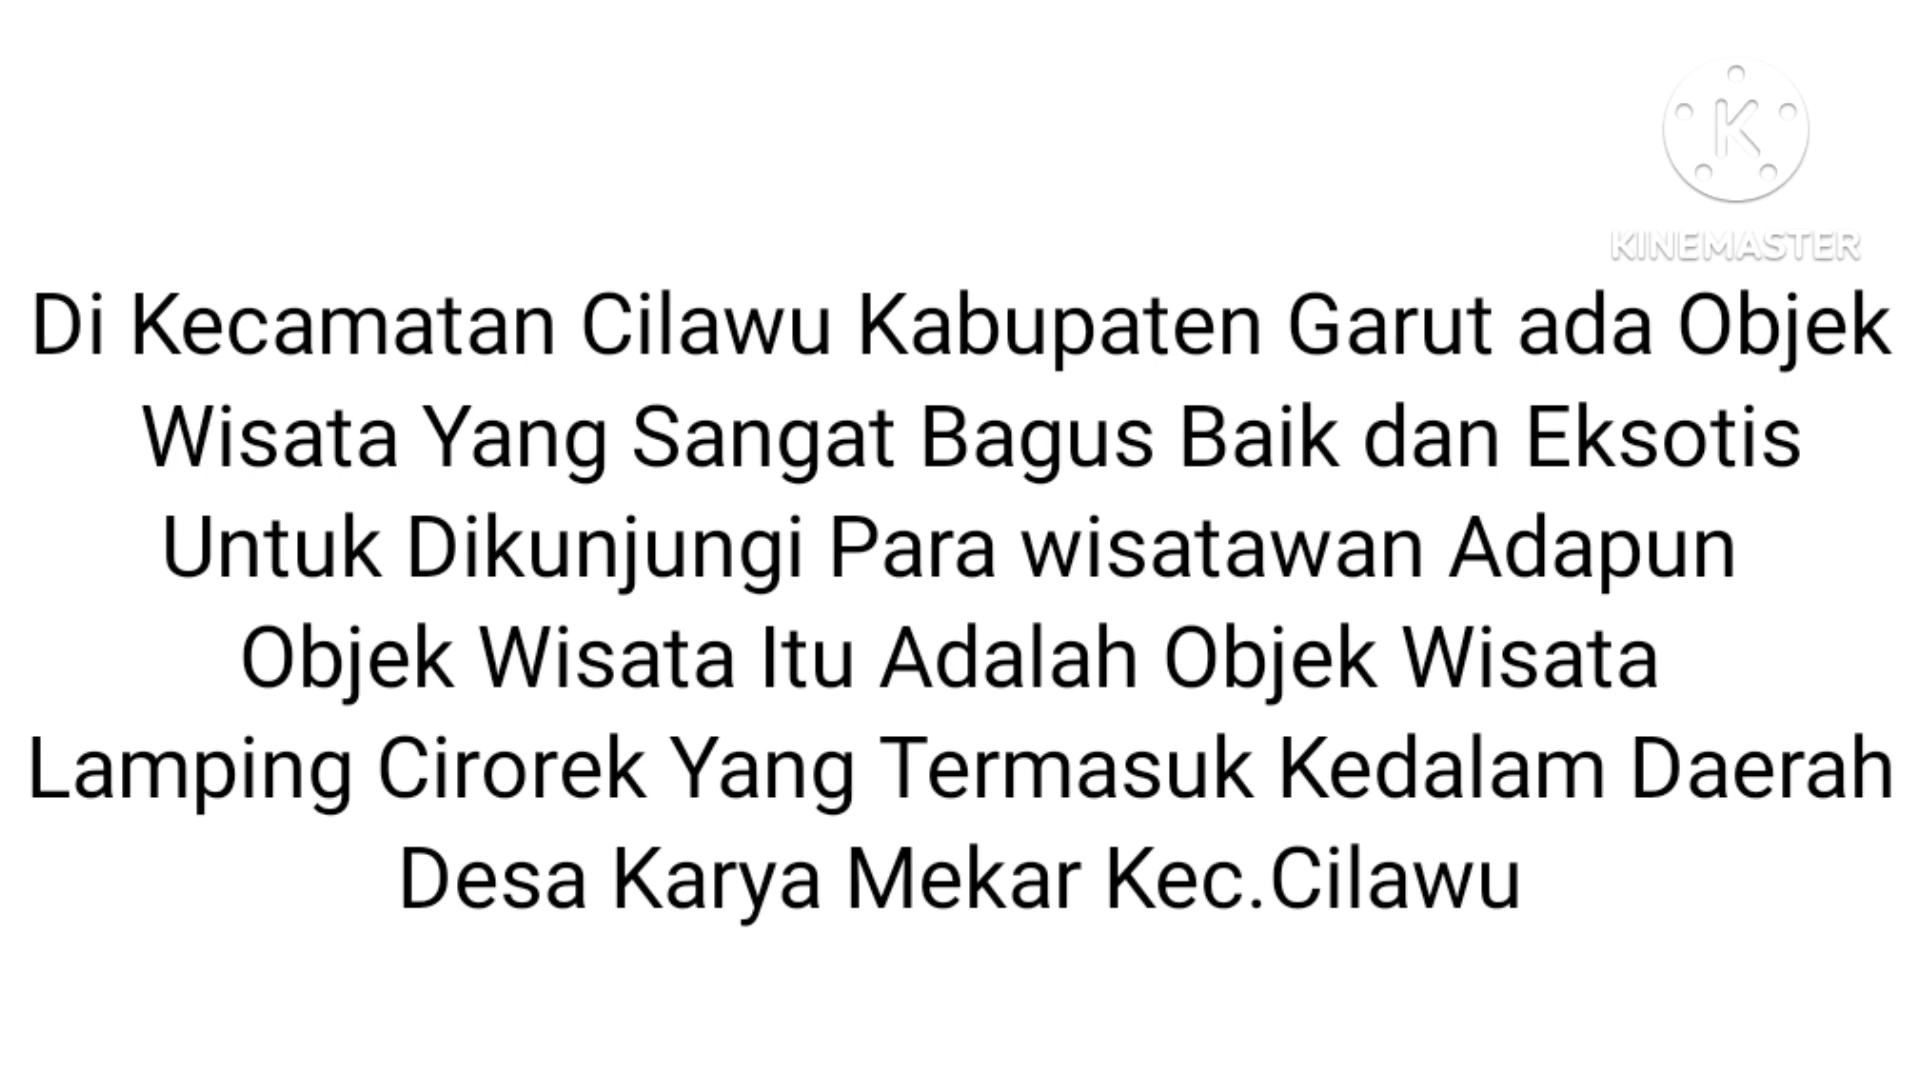 K
KINEMASTER
Di Kecamatan Cilawu Kabupaten Garut ada Objek
Wisata Yang Sangat Bagus Baik dan Eksotis
Untuk Dikunjungi Para wisatawan Adapun
Objek Wisata Itu Adalah Objek Wisata
Lamping Cirorek Yang Termasuk Kedalam Daerah
Desa Karya Mekar Kec.Cilawu